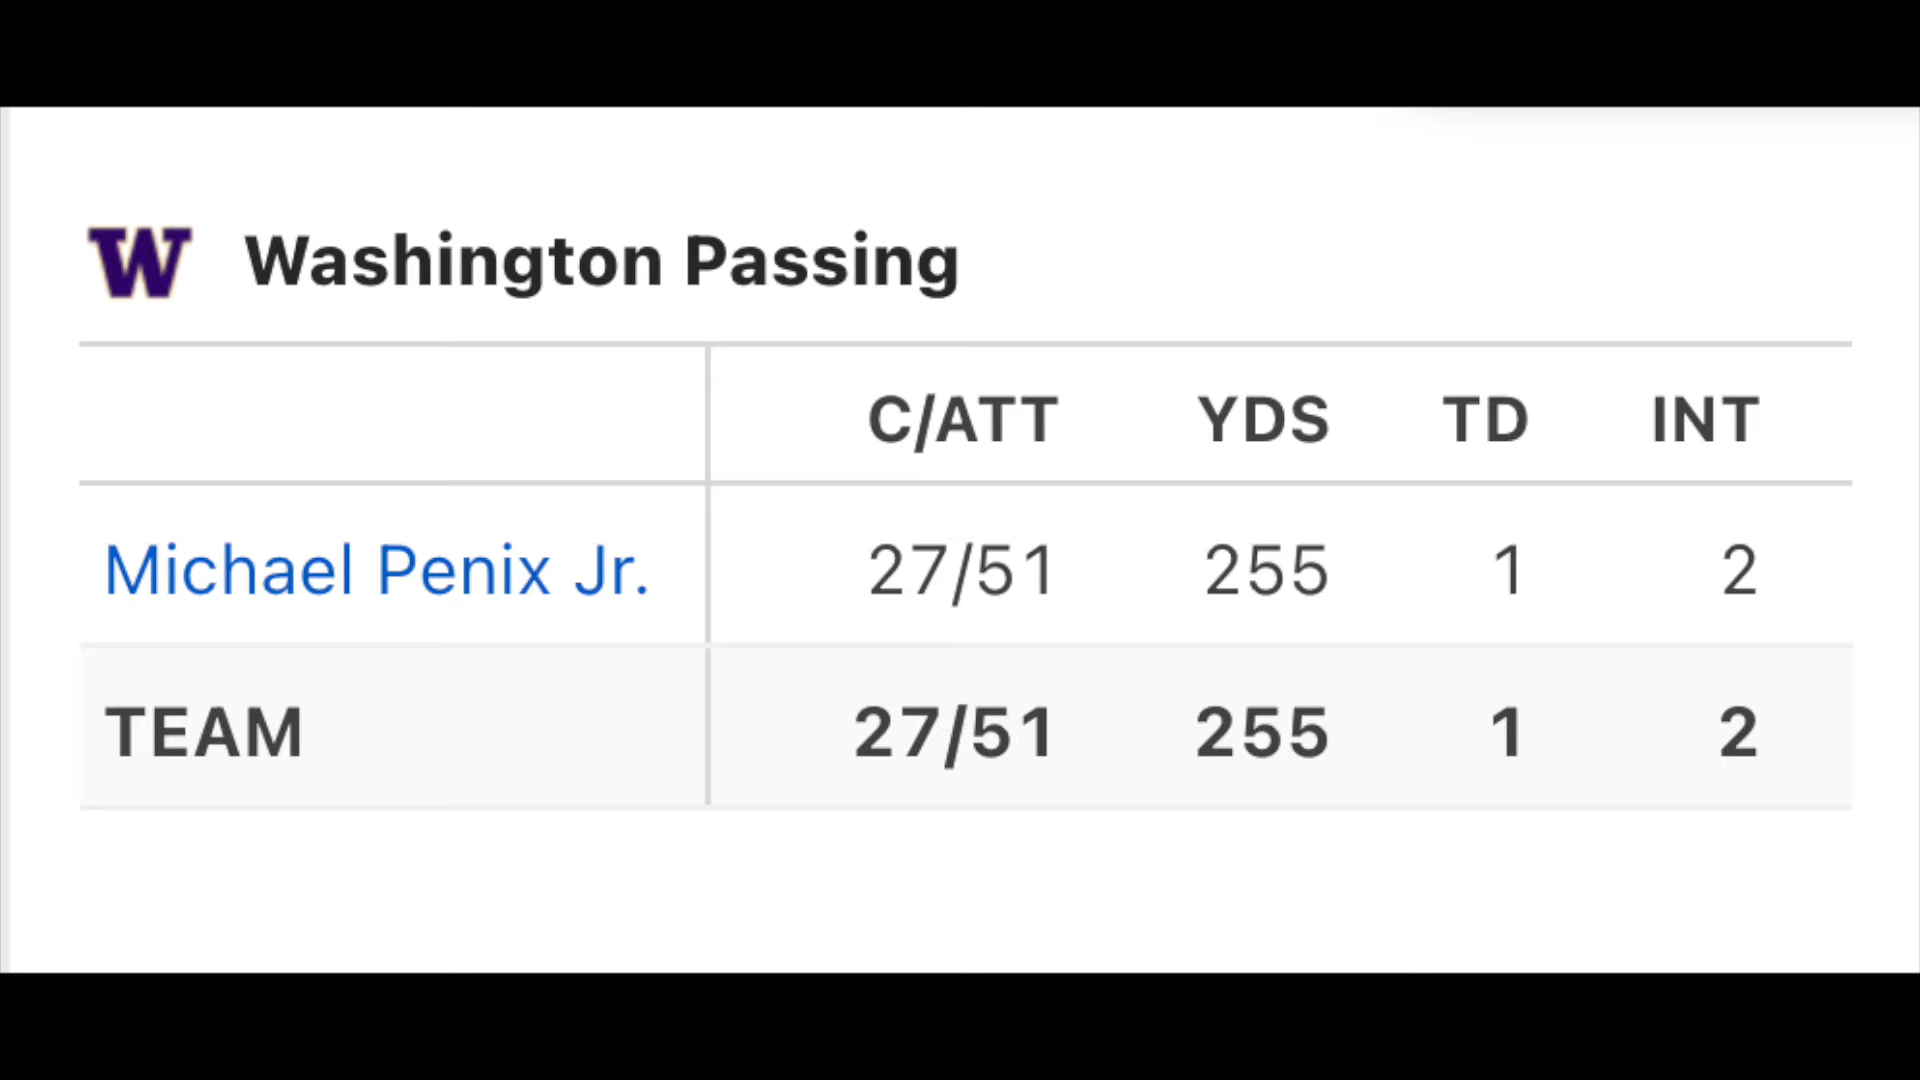 W Washington Passing
C/ATT YDS TD INT
Michael Penix Jr. 27/51 255 1 2
TEAM 27/51 255 1 2